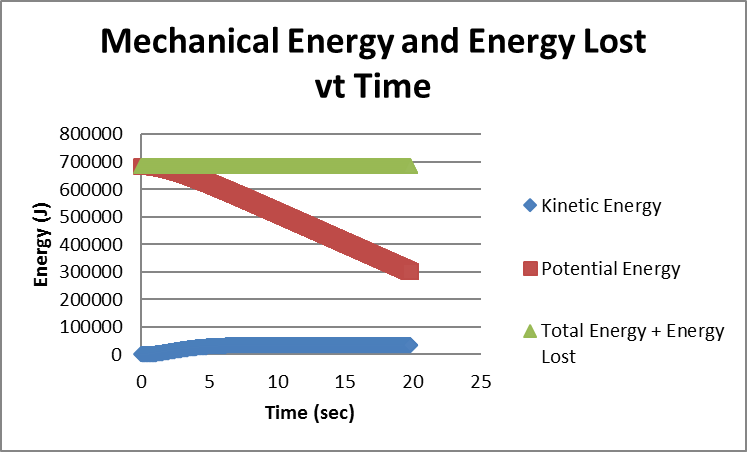 Mechanical Energy and Energy Lost
vt Time
800000
700000
600000
500000
400000
300000
200000
100000
0
Energy (J)
0 5 10 15 20 25
Time (sec)
Kinetic Energy
Potential Energy
Total Energy + Energy
Lost